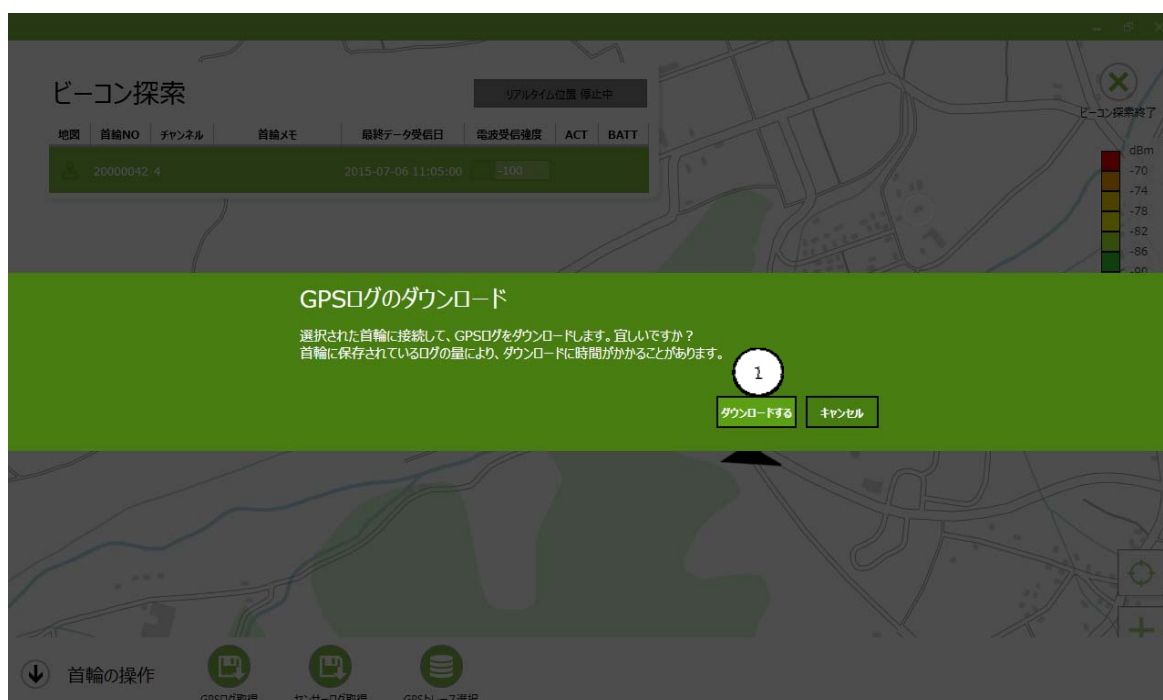 ビーコン探索
リアルタイム位置 停止中
ビーコン探索終了
地図 首輪NO チャンネル 首輪メモ 最終データ受信日 電波受信強度 ACT BATT
20000042 4 2015-07-06 11:05:00 -100
dBm
-70
-74
-78
-82
-86
-90
GPSログのダウンロード
選択された首輪に接続して、GPSログをダウンロードします。宜しいですか?
首輪に保存されているログの量により、ダウンロードに時間がかかることがあります。
1
ダウンロードする キャンセル
首輪の操作
GPSログ取得 センサーログ取得 GPSトレース選択